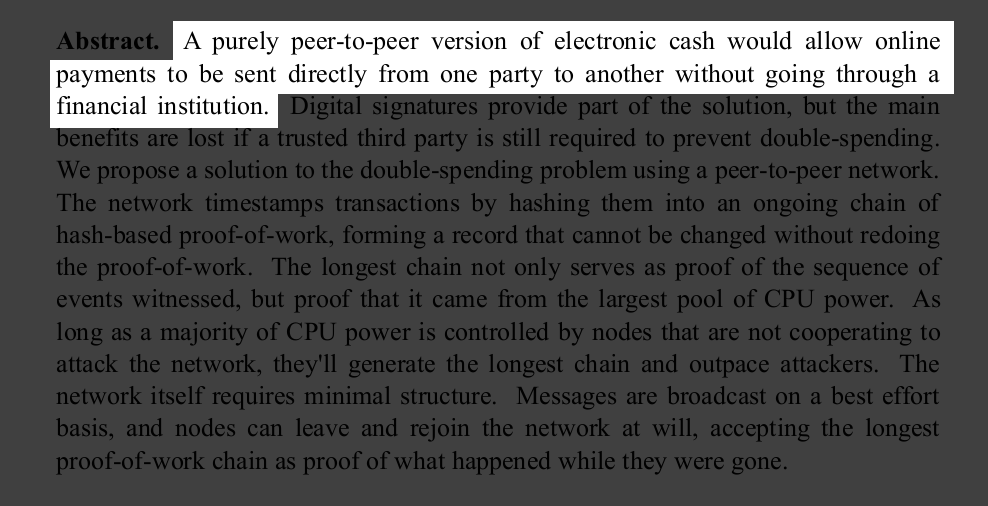 Abstract. A purely peer-to-peer version of electronic cash would allow online
payments to be sent directly from one party to another without going through a
financial institution. Digital signatures provide part of the solution, but the main
benefits are lost if a trusted third party is still required to prevent double-spending.
We propose a solution to the double-spending problem using a peer-to-peer network.
The network timestamps transactions by hashing them into an ongoing chain of
hash-based proof-of-work, forming a record that cannot be changed without redoing
the proof-of-work. The longest chain not only serves as proof of the sequence of
events witnessed, but proof that it came from the largest pool of CPU power. As
long as a majority of CPU power is controlled by nodes that are not cooperating to
attack the network, they'll generate the longest chain and outpace attackers. The
network itself requires minimal structure. Messages are broadcast on a best effort
basis, and nodes can leave and rejoin the network at will, accepting the longest
proof-of-work chain as proof of what happened while they were gone.